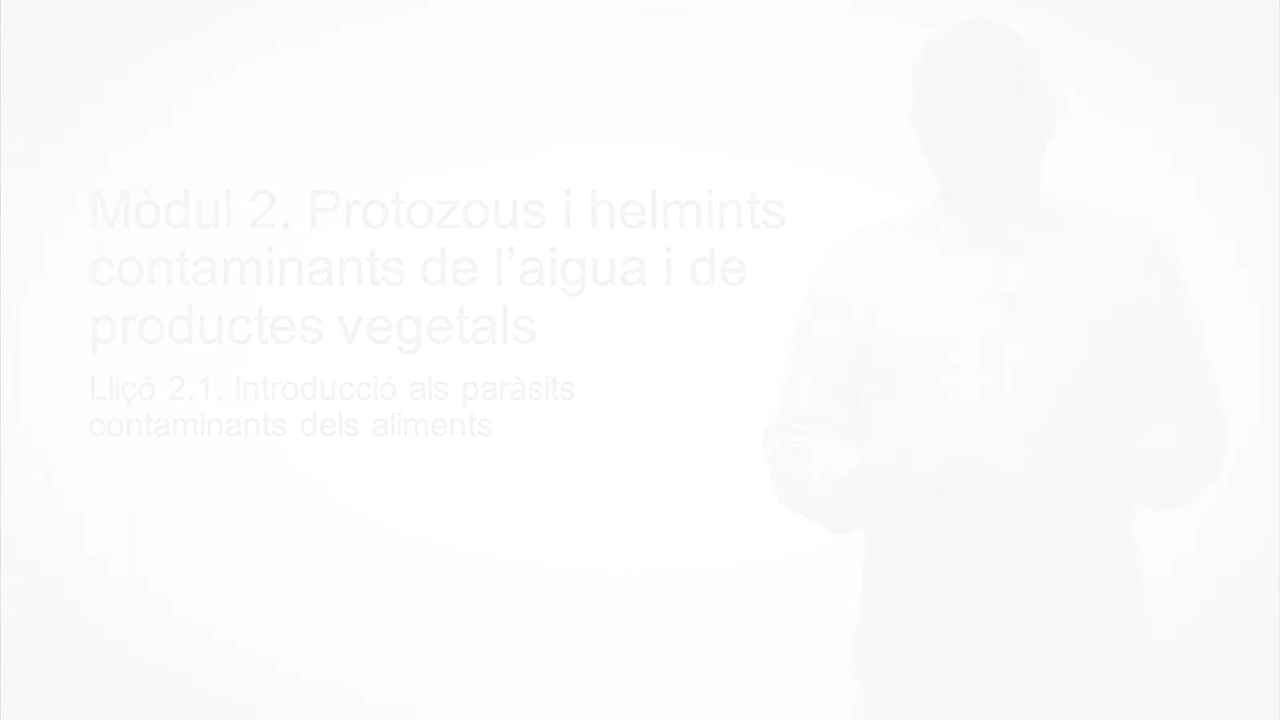 Mòdul 2. Protozous i helmints
contaminants de l’aigua i de
productes vegetals
Lliçó 2.1. Introducció als paràsits
contaminants dels aliments